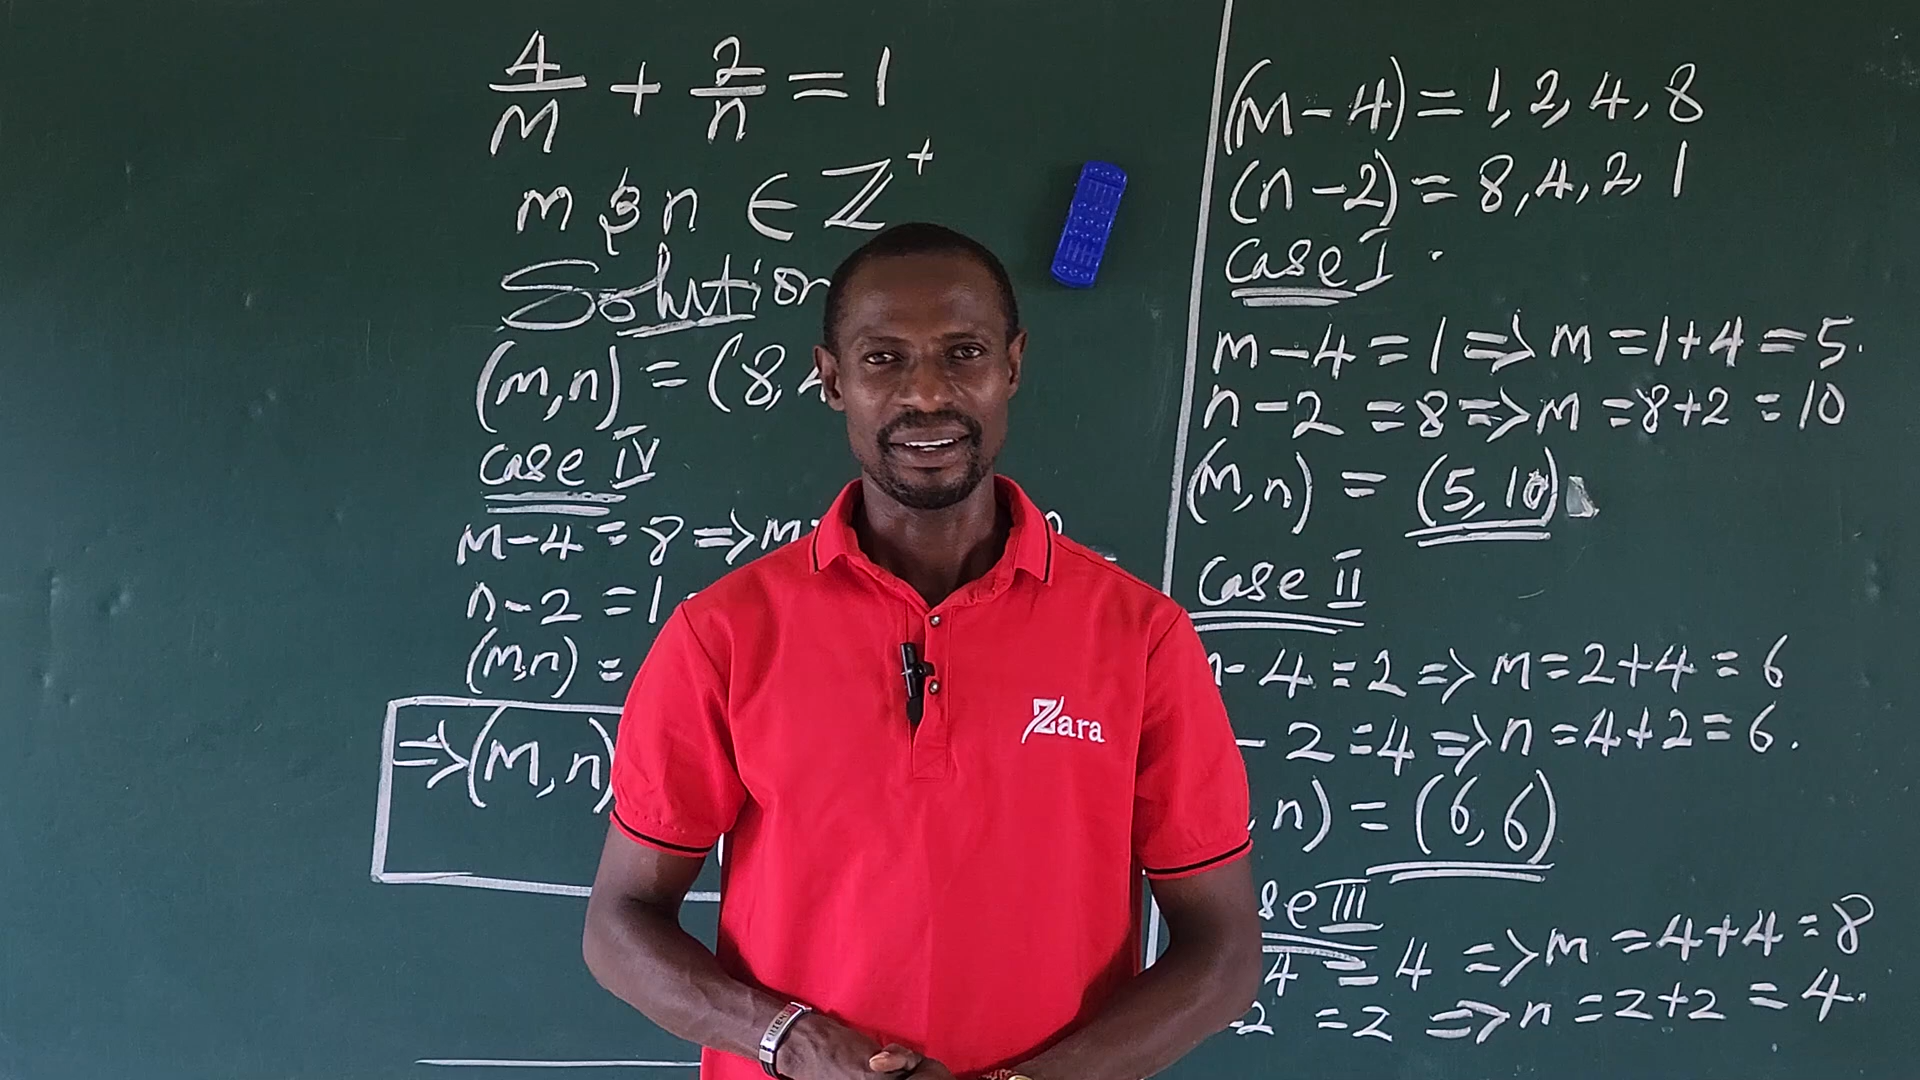 4/m + 2/n = 1
m & n ∈ Z⁺
Solution
(m,n) = (8,
case IV
m-4=8 => m
n-2=1
(m,n) =
=> (m,n)
(m-4) = 1, 2, 4, 8
(n-2) = 8, 4, 2, 1
case I
m-4=1 => m=1+4=5.
n-2=8 => m=8+2=10
(m,n) = (5,10)
case II
-4=2 => m=2+4=6
-2=4 => n=4+2=6.
,n) = (6,6)
se III
4=4 => m=4+4=8
-2=2 => n=2+2=4.
Zara